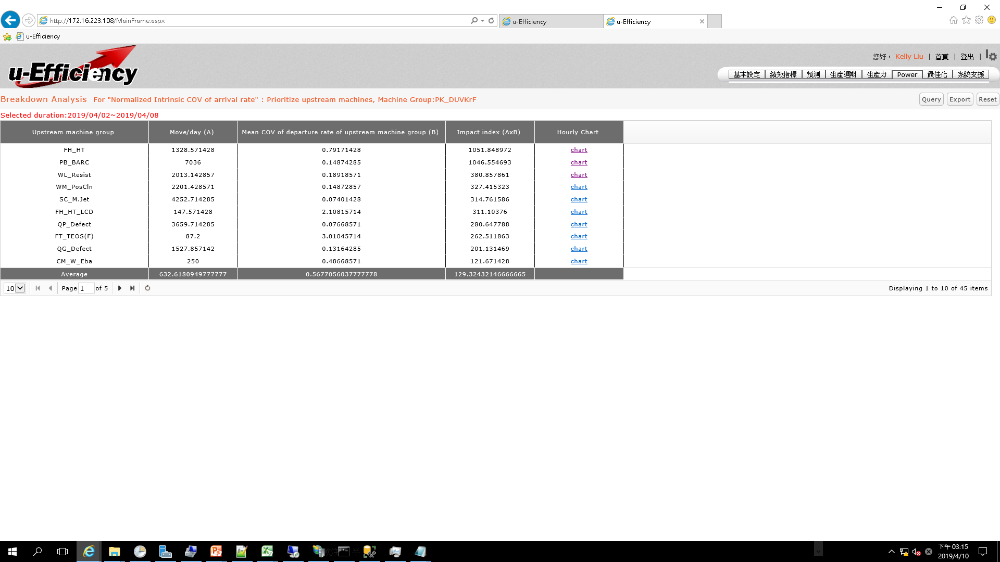 http://172.16.223.108/MainFrame.aspx
u-Efficiency
u-Efficiency
u-Efficiency
u-Efficiency
您好， Kelly Liu | 首頁 | 登出 |
基本設定 績效指標 預測 生產週期 生產力 Power 最佳化 系統支援
Breakdown Analysis For "Normalized Intrinsic COV of arrival rate" : Prioritize upstream machines, Machine Group:PK_DUVKrF
Query Export Reset
Selected duration:2019/04/02~2019/04/08
Upstream machine group Move/day (A) Mean COV of departure rate of upstream machine group (B) Impact index (AxB) Hourly Chart
FH_HT 1328.571428 0.79171428 1051.848972 chart
PB_BARC 7036 0.14874285 1046.554693 chart
WL_Resist 2013.142857 0.18918571 380.857861 chart
WM_PosCln 2201.428571 0.14872857 327.415323 chart
SC_M.Jet 4252.714285 0.07401428 314.761586 chart
FH_HT_LCD 147.571428 2.10815714 311.10376 chart
QP_Defect 3659.714285 0.07668571 280.647788 chart
FT_TEOS(F) 87.2 3.01045714 262.511863 chart
QG_Defect 1527.857142 0.13164285 201.131469 chart
CM_W_Eba 250 0.48668571 121.671428 chart
Average 632.6180949777777 0.5677056037777778 129.32432146666665
10 Page 1 of 5 Displaying 1 to 10 of 45 items
下午 03:15
2019/4/10